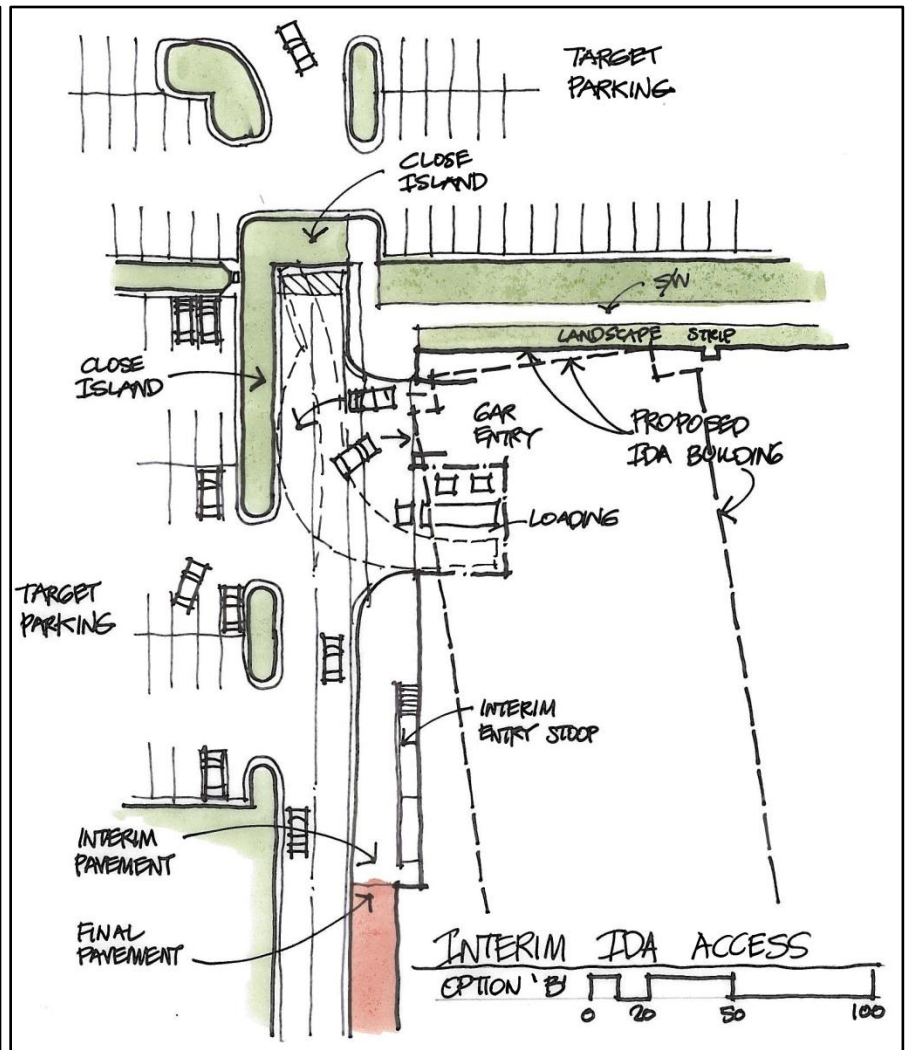 TARGET
PARKING
CLOSE
ISLAND
S/W
LANDSCAPE STRIP
CLOSE
ISLAND
CAR
ENTRY
PROPOSED
IDA BUILDING
LOADING
TARGET
PARKING
INTERIM
ENTRY STOOP
INTERIM
PAVEMENT
FINAL
PAVEMENT
INTERIM IDA ACCESS
OPTION 'B'
0 20 50 100